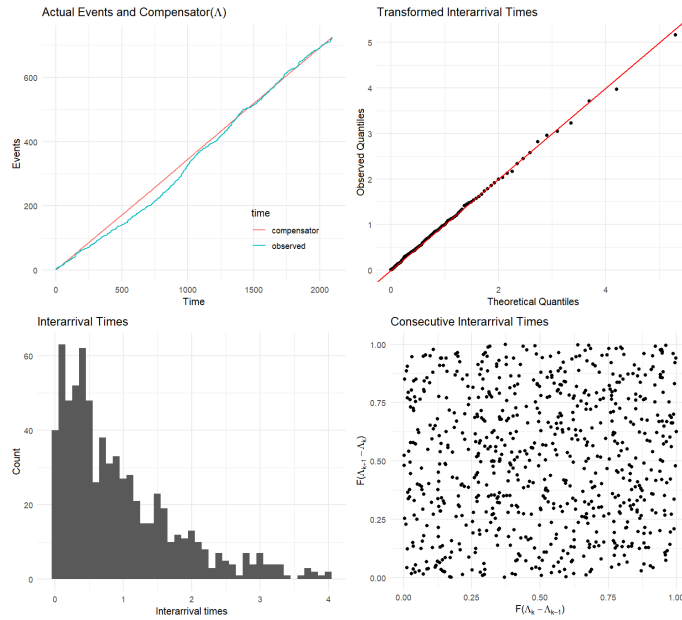 Actual Events and Compensator(Λ)
600
400
200
0
Events
0 500 1000 1500 2000
Time
time
compensator
observed
Transformed Interarrival Times
5
4
3
2
1
0
Observed Quantiles
0 2 4
Theoretical Quantiles
Interarrival Times
60
40
20
0
Count
0 1 2 3 4
Interarrival times
Consecutive Interarrival Times
1.00
0.75
0.50
0.25
0.00
F(Λk+1 − Λk)
0.00 0.25 0.50 0.75 1.00
F(Λk − Λk−1)